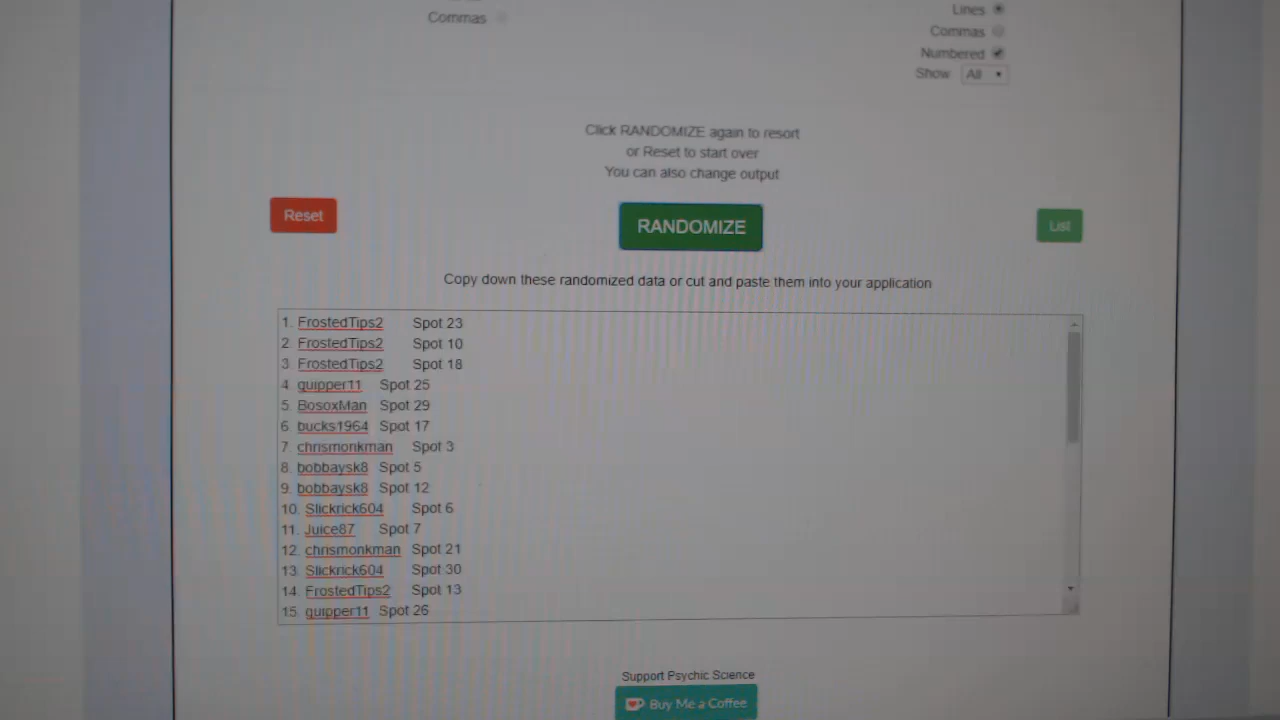 Commas
Lines
Commas
Numbered
Show All
Click RANDOMIZE again to resort
or Reset to start over
You can also change output
Reset
RANDOMIZE
List
Copy down these randomized data or cut and paste them into your application
1. FrostedTips2 Spot 23
2. FrostedTips2 Spot 10
3. FrostedTips2 Spot 18
4. guipper11 Spot 25
5. BosoxMan Spot 29
6. bucks1964 Spot 17
7. chrismonkman Spot 3
8. bobbaysk8 Spot 5
9. bobbaysk8 Spot 12
10. Slickrick604 Spot 6
11. Juice87 Spot 7
12. chrismonkman Spot 21
13. Slickrick604 Spot 30
14. FrostedTips2 Spot 13
15. guipper11 Spot 26
Support Psychic Science
Buy Me a Coffee